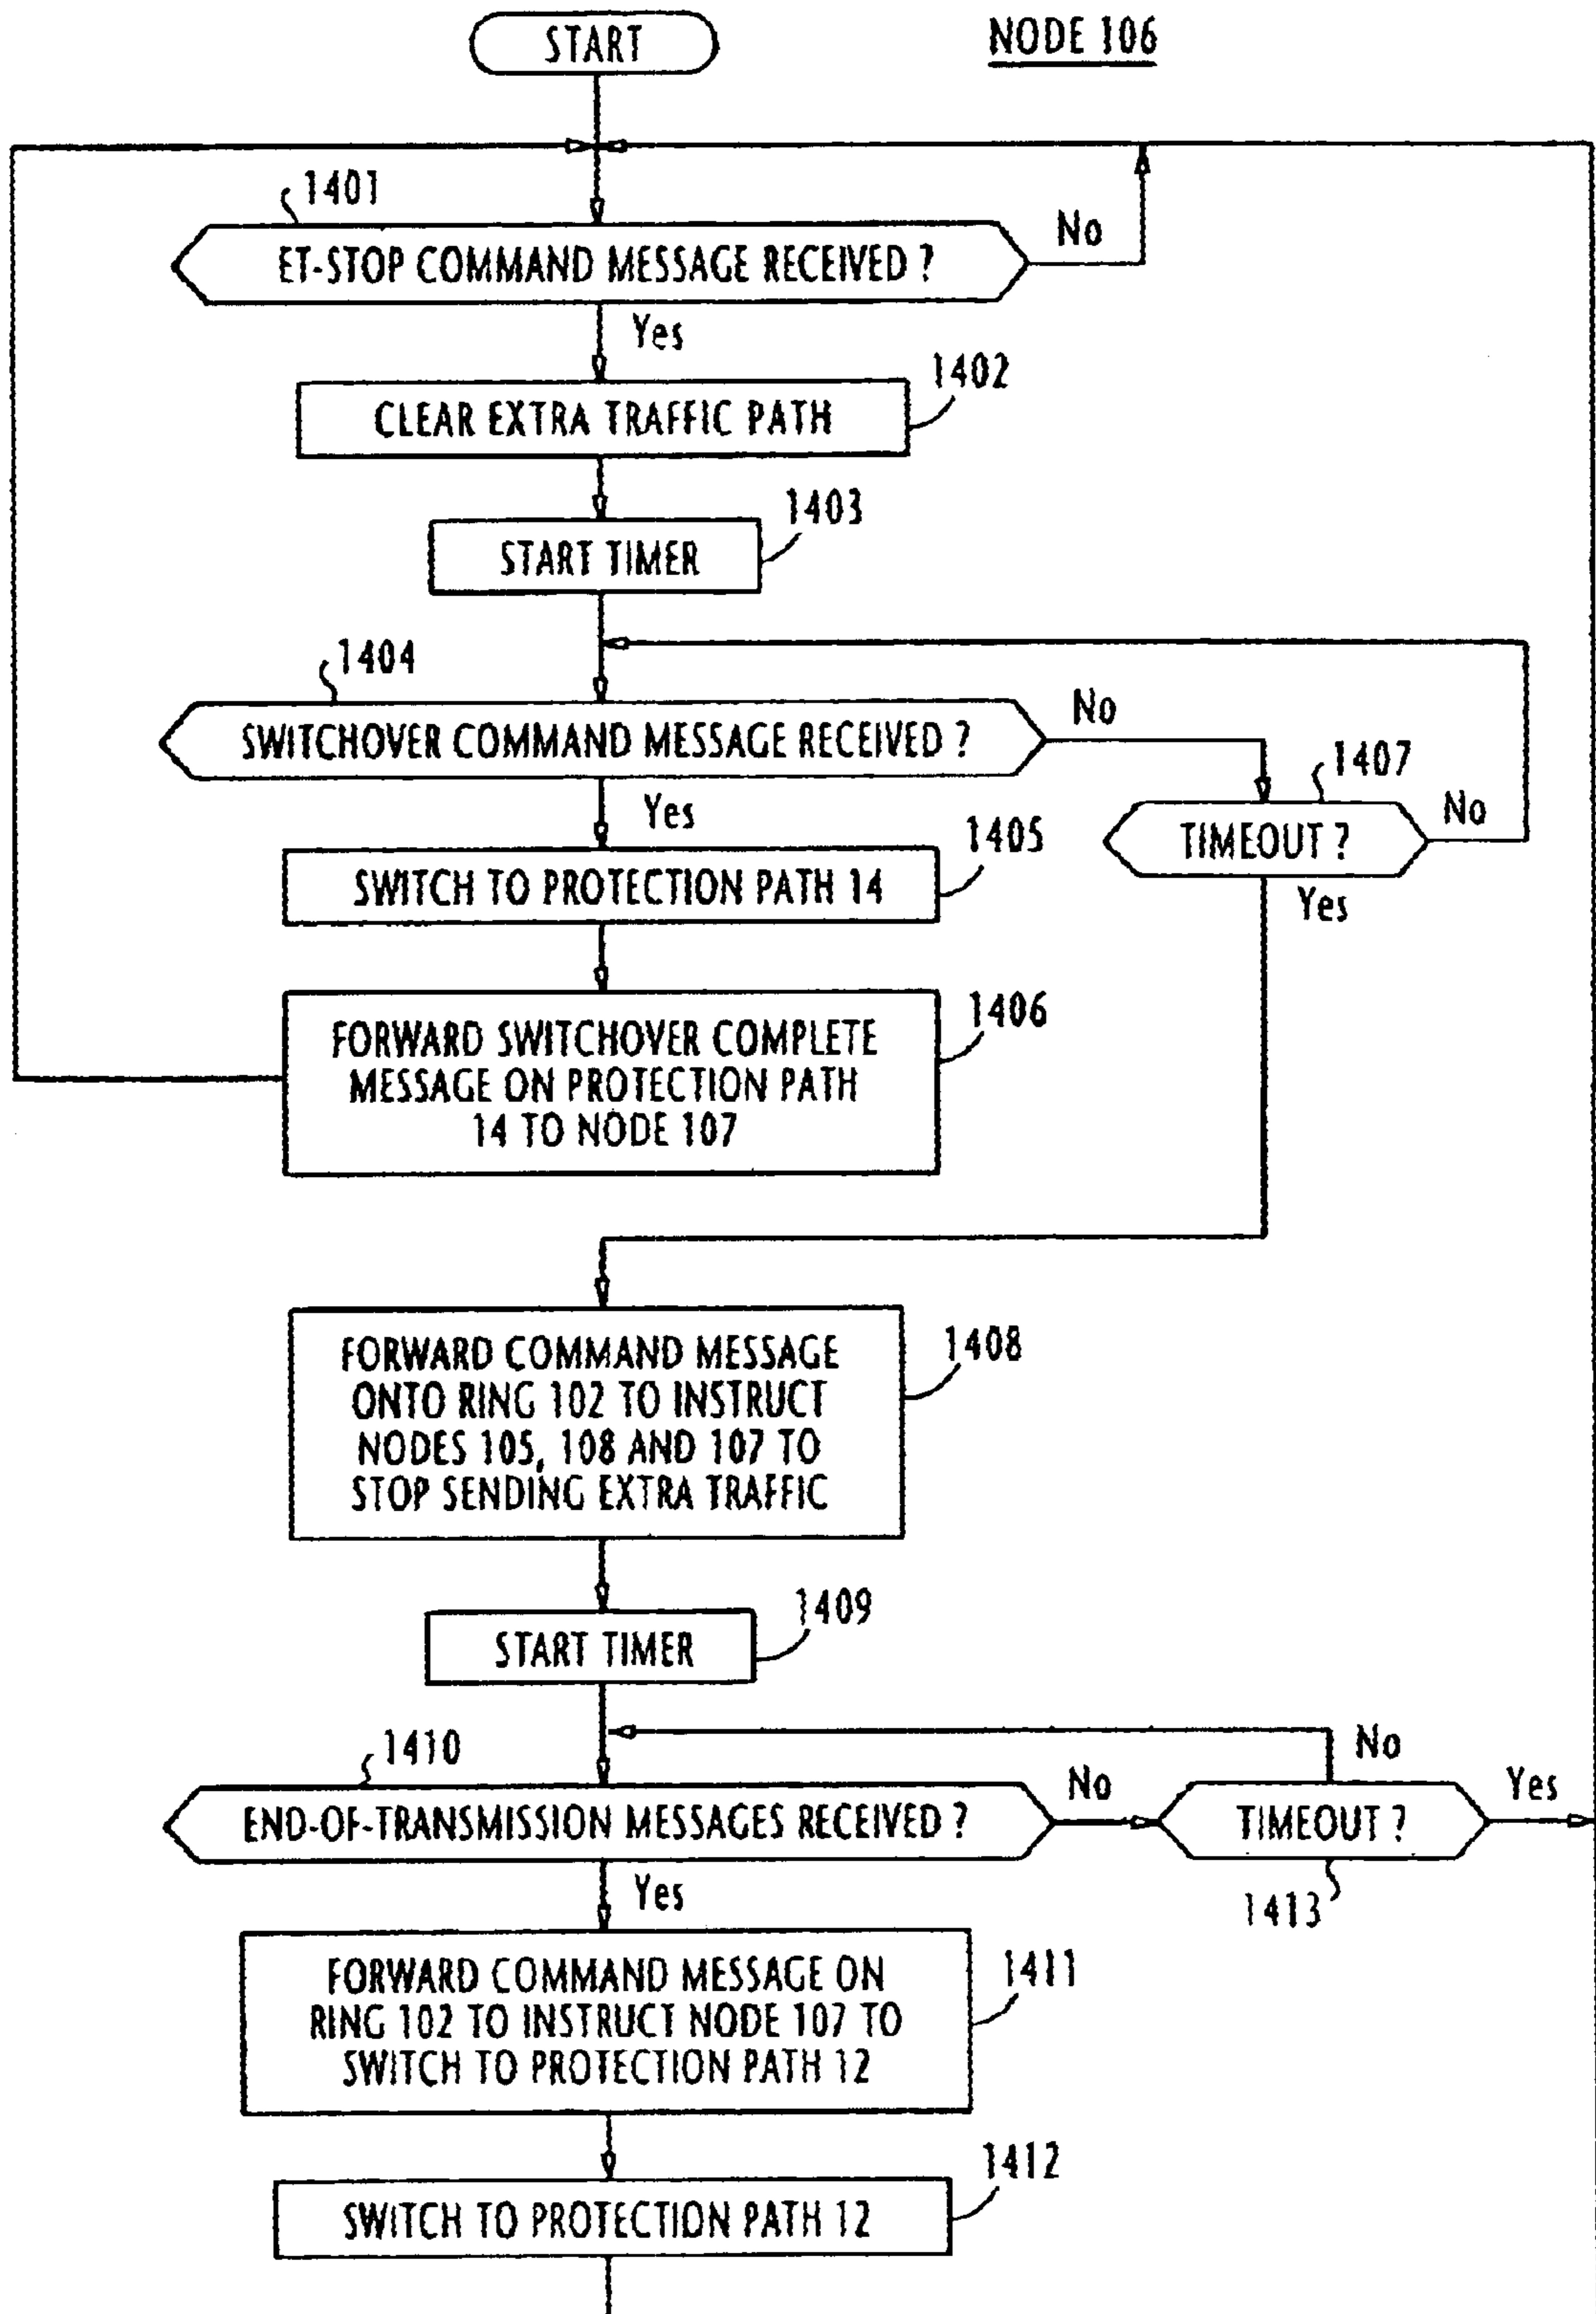 START
NODE 106
1401
ET-STOP COMMAND MESSAGE RECEIVED ?
No
Yes
1402
CLEAR EXTRA TRAFFIC PATH
1403
START TIMER
1404
SWITCHOVER COMMAND MESSAGE RECEIVED ?
No
1407
TIMEOUT ?
No
Yes
Yes
1405
SWITCH TO PROTECTION PATH 14
1406
FORWARD SWITCHOVER COMPLETE
MESSAGE ON PROTECTION PATH
14 TO NODE 107
1408
FORWARD COMMAND MESSAGE
ONTO RING 102 TO INSTRUCT
NODES 105, 108 AND 107 TO
STOP SENDING EXTRA TRAFFIC
1409
START TIMER
1410
END-OF-TRANSMISSION MESSAGES RECEIVED ?
No
No
TIMEOUT ?
Yes
1413
Yes
1411
FORWARD COMMAND MESSAGE ON
RING 102 TO INSTRUCT NODE 107 TO
SWITCH TO PROTECTION PATH 12
1412
SWITCH TO PROTECTION PATH 12